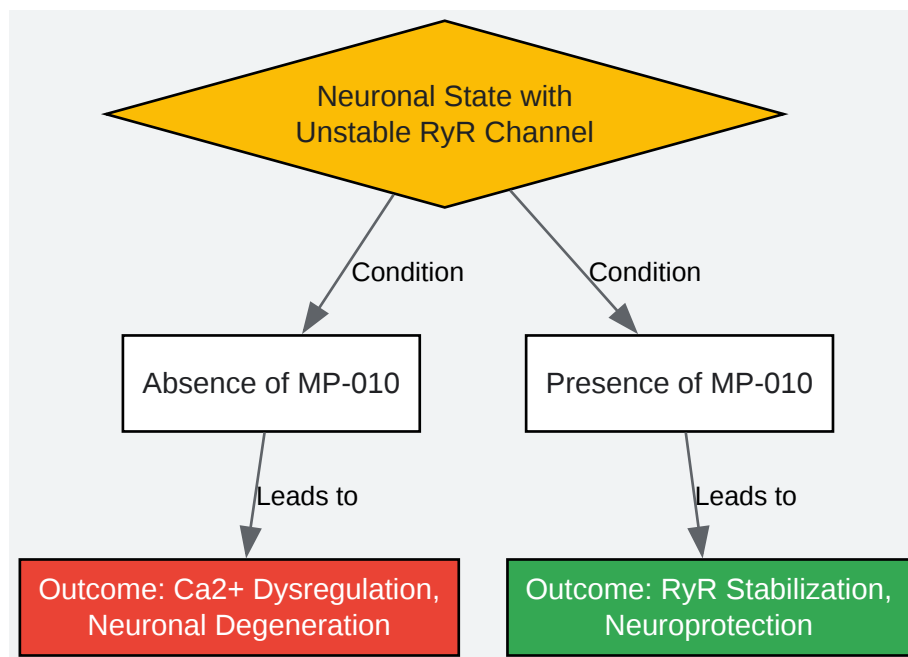 Neuronal State with
Unstable RyR Channel
Condition
Condition
Absence of MP-010
Presence of MP-010
Leads to
Leads to
Outcome: Ca2+ Dysregulation,
Neuronal Degeneration
Outcome: RyR Stabilization,
Neuroprotection